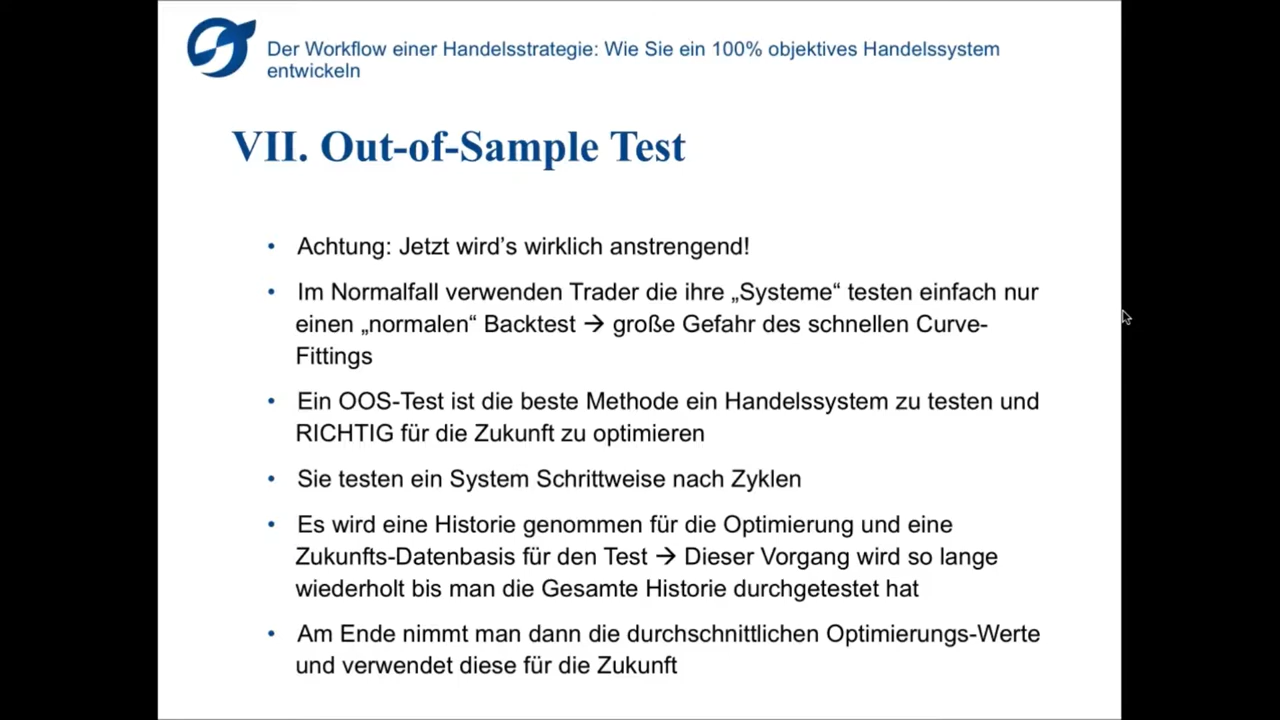 Der Workflow einer Handelsstrategie: Wie Sie ein 100% objektives Handelssystem
entwickeln
VII. Out-of-Sample Test
• Achtung: Jetzt wird’s wirklich anstrengend!
• Im Normalfall verwenden Trader die ihre „Systeme“ testen einfach nur
einen „normalen“ Backtest → große Gefahr des schnellen Curve-
Fittings
• Ein OOS-Test ist die beste Methode ein Handelssystem zu testen und
RICHTIG für die Zukunft zu optimieren
• Sie testen ein System Schrittweise nach Zyklen
• Es wird eine Historie genommen für die Optimierung und eine
Zukunfts-Datenbasis für den Test → Dieser Vorgang wird so lange
wiederholt bis man die Gesamte Historie durchgetestet hat
• Am Ende nimmt man dann die durchschnittlichen Optimierungs-Werte
und verwendet diese für die Zukunft